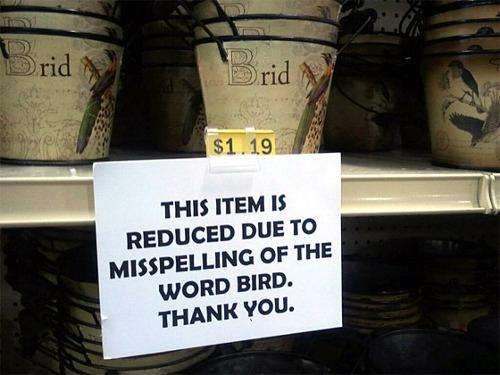 Brid
Brid
$1.19
THIS ITEM IS
REDUCED DUE TO
MISSPELLING OF THE
WORD BIRD.
THANK YOU.